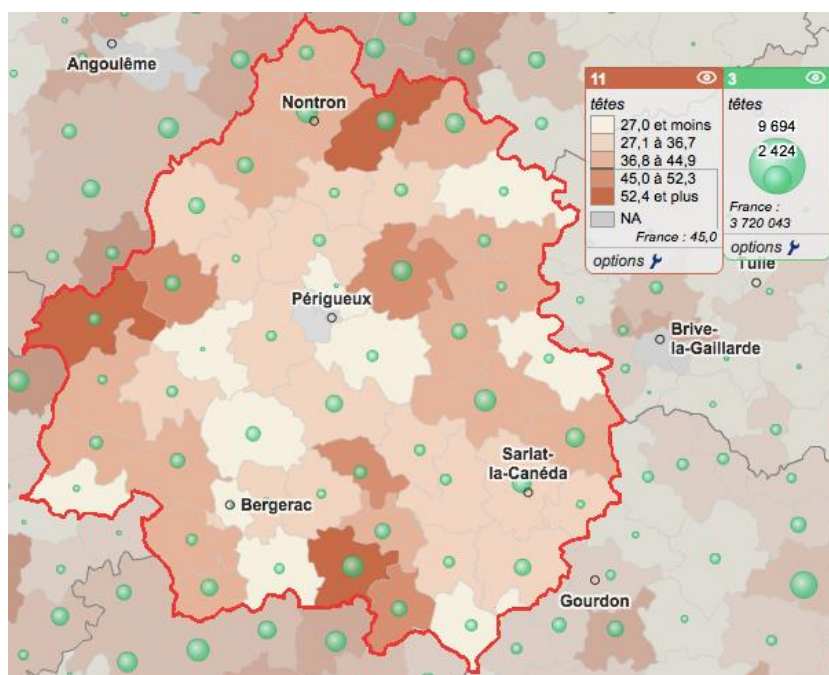 Angoulême
Nontron
Périgueux
Bergerac
Sarlat-
la-Canéda
Gourdon
Brive-
la-Gaillarde
Tulle
11
têtes
27,0 et moins
27,1 à 36,7
36,8 à 44,9
45,0 à 52,3
52,4 et plus
NA
France : 45,0
options
3
têtes
9 694
2 424
France :
3 720 043
options